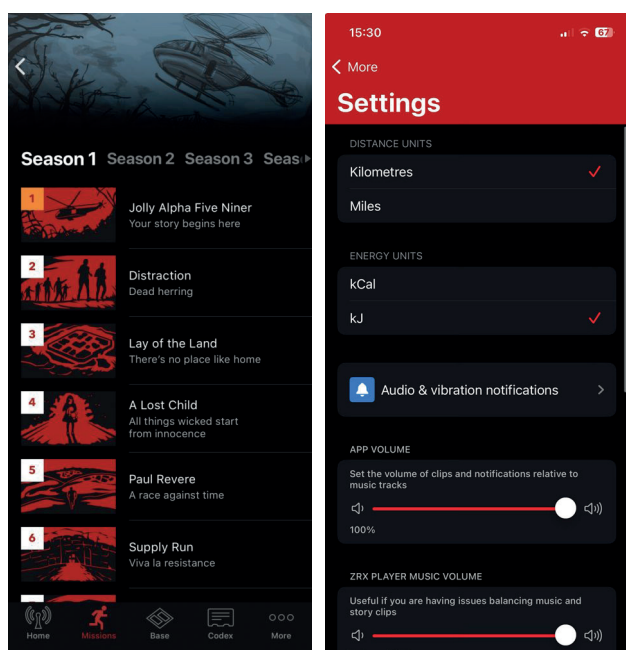 Season 1 Season 2 Season 3 Seas
1
Jolly Alpha Five Niner
Your story begins here
2
Distraction
Dead herring
3
Lay of the Land
There's no place like home
4
A Lost Child
All things wicked start
from innocence
5
Paul Revere
A race against time
6
Supply Run
Viva la resistance
Home Missions Base Codex More
15:30 67
More
Settings
DISTANCE UNITS
Kilometres
Miles
ENERGY UNITS
kCal
kJ
Audio & vibration notifications
APP VOLUME
Set the volume of clips and notifications relative to
music tracks
100%
ZRX PLAYER MUSIC VOLUME
Useful if you are having issues balancing music and
story clips